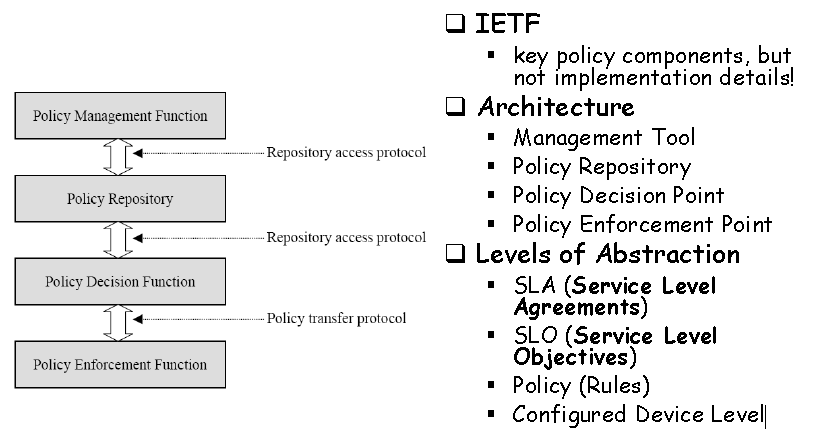 Policy Management Function
Repository access protocol
Policy Repository
Repository access protocol
Policy Decision Function
Policy transfer protocol
Policy Enforcement Function
IETF
key policy components, but
not implementation details!
Architecture
Management Tool
Policy Repository
Policy Decision Point
Policy Enforcement Point
Levels of Abstraction
SLA (Service Level
Agreements)
SLO (Service Level
Objectives)
Policy (Rules)
Configured Device Level